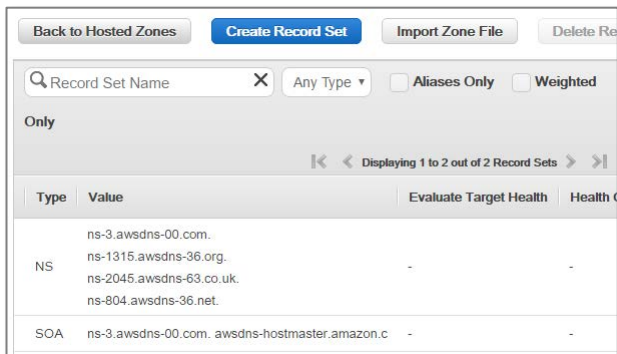 Back to Hosted Zones Create Record Set Import Zone File Delete Re
Record Set Name X Any Type Aliases Only Weighted
Only
Displaying 1 to 2 out of 2 Record Sets
Type Value Evaluate Target Health Health
ns-3.awsdns-00.com.
ns-1315.awsdns-36.org.
NS ns-2045.awsdns-63.co.uk. - -
ns-804.awsdns-36.net.
SOA ns-3.awsdns-00.com. awsdns-hostmaster.amazon.c - -